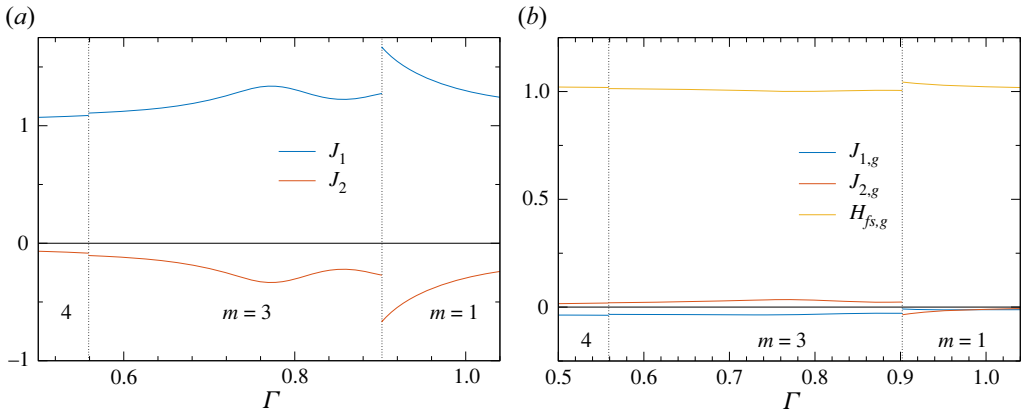 (a)
(b)
1
0
–1
J1
J2
4
m = 3
m = 1
0.6
0.8
1.0
Γ
1.0
0.5
0
J1,g
J2,g
Hfs,g
4
m = 3
m = 1
0.5
0.6
0.7
0.8
0.9
1.0
Γ